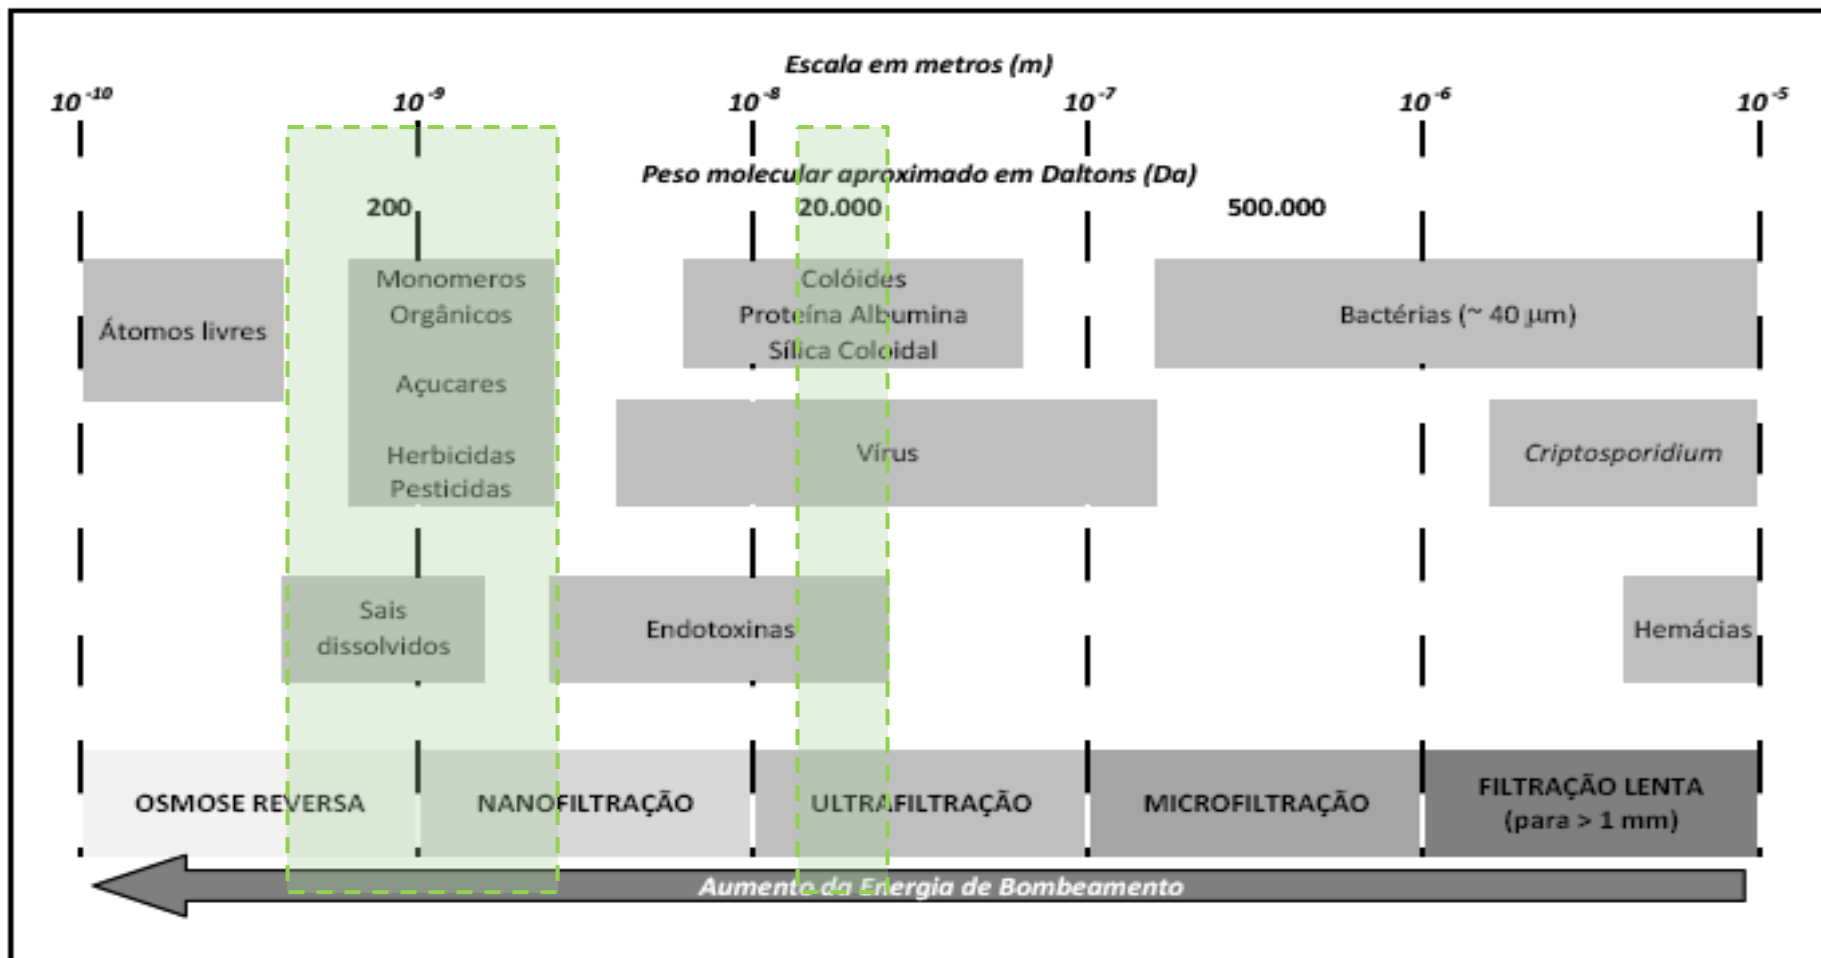 Escala em metros (m)
10⁻¹⁰ 10⁻⁹ 10⁻⁸ 10⁻⁷ 10⁻⁶ 10⁻⁵
Peso molecular aproximado em Daltons (Da)
200 20.000 500.000
Átomos livres
Monomeros
Orgânicos
Açucares
Herbicidas
Pesticidas
Colóides
Proteína Albumina
Sílica Coloidal
Bactérias (~ 40 μm)
Vírus
Criptosporidium
Sais
dissolvidos
Endotoxinas
Hemácias
OSMOSE REVERSA
NANOFILTRAÇÃO
ULTRAFILTRAÇÃO
MICROFILTRAÇÃO
FILTRAÇÃO LENTA
(para > 1 mm)
Aumento da Energia de Bombeamento